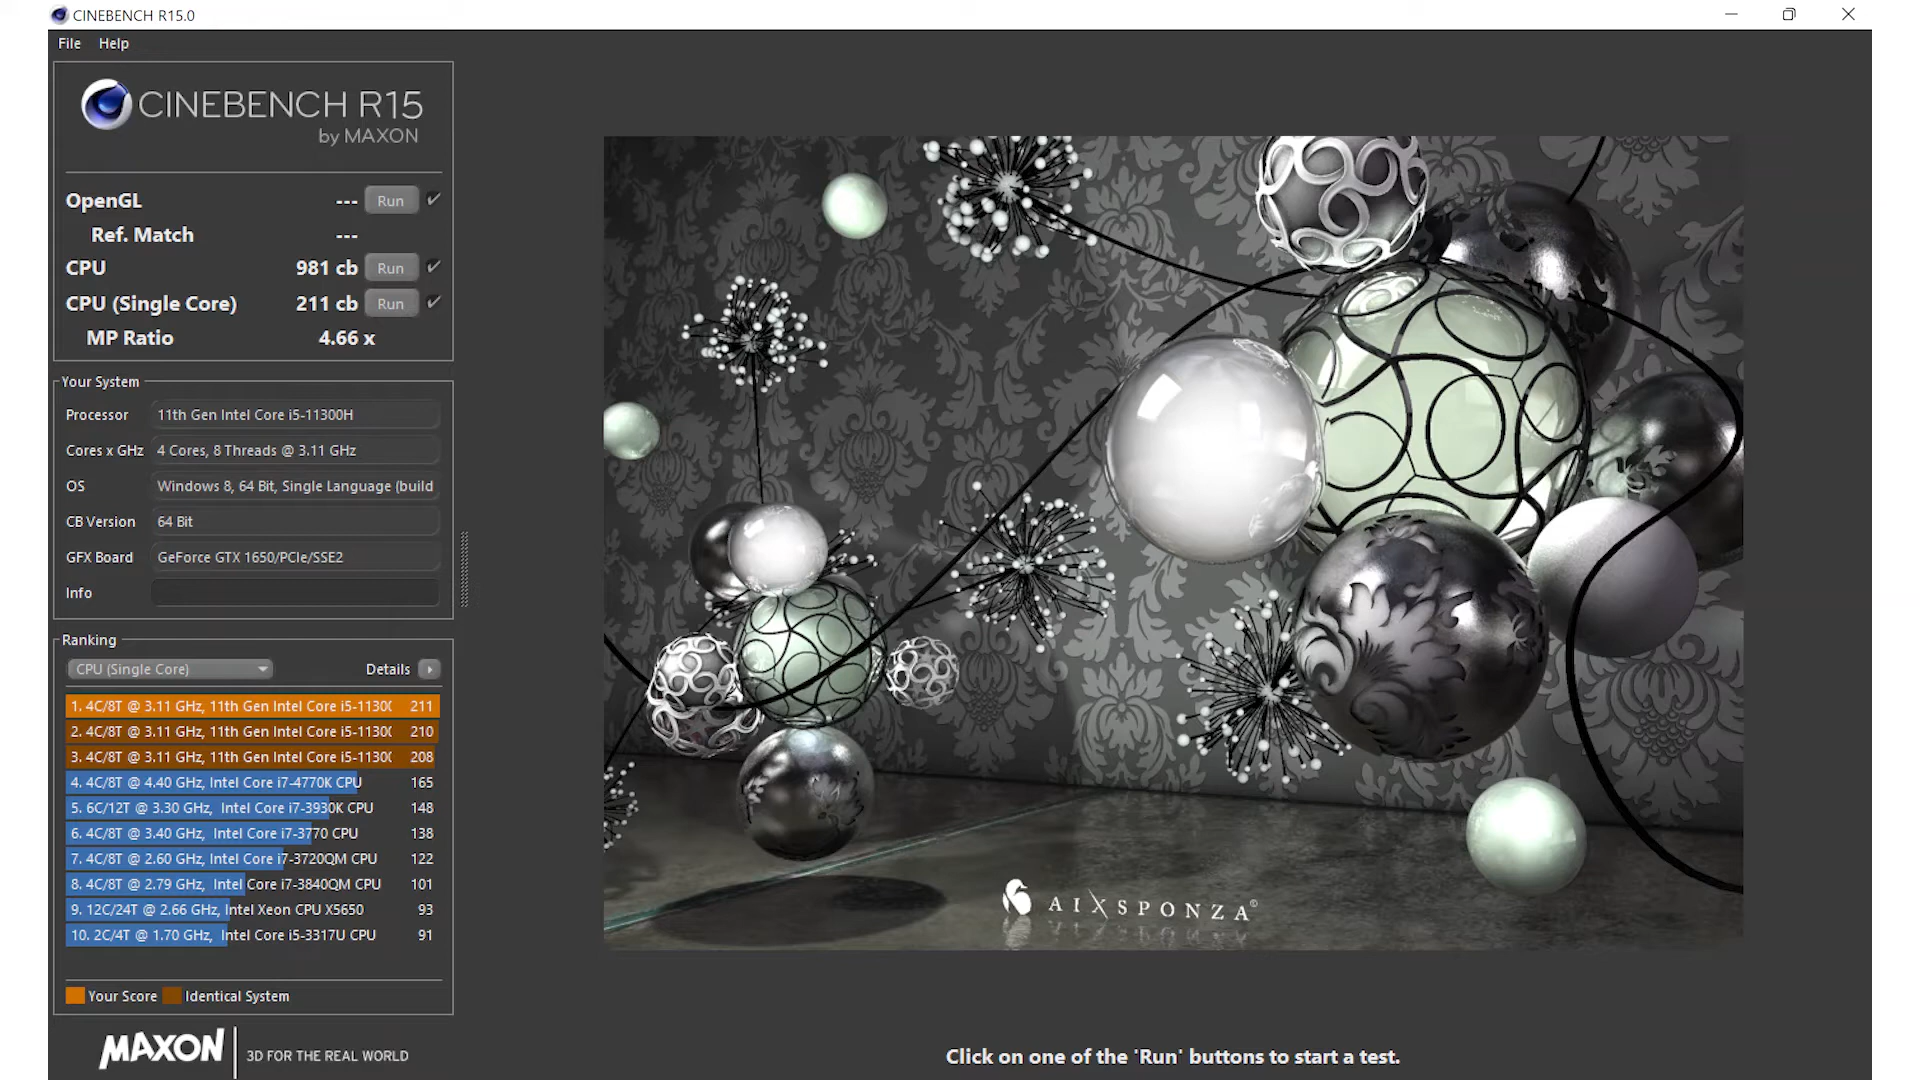 CINEBENCH R15.0
File Help
CINEBENCH R15
by MAXON
OpenGL --- Run
Ref. Match ---
CPU 981 cb Run
CPU (Single Core) 211 cb Run
MP Ratio 4.66 x
Your System
Processor 11th Gen Intel Core i5-11300H
Cores x GHz 4 Cores, 8 Threads @ 3.11 GHz
OS Windows 8, 64 Bit, Single Language (build
CB Version 64 Bit
GFX Board GeForce GTX 1650/PCIe/SSE2
Info
Ranking
CPU (Single Core) Details
1. 4C/8T @ 3.11 GHz, 11th Gen Intel Core i5-1130( 211
2. 4C/8T @ 3.11 GHz, 11th Gen Intel Core i5-1130( 210
3. 4C/8T @ 3.11 GHz, 11th Gen Intel Core i5-1130( 208
4. 4C/8T @ 4.40 GHz, Intel Core i7-4770K CPU 165
5. 6C/12T @ 3.30 GHz, Intel Core i7-3930K CPU 148
6. 4C/8T @ 3.40 GHz, Intel Core i7-3770 CPU 138
7. 4C/8T @ 2.60 GHz, Intel Core i7-3720QM CPU 122
8. 4C/8T @ 2.79 GHz, Intel Core i7-3840QM CPU 101
9. 12C/24T @ 2.66 GHz, Intel Xeon CPU X5650 93
10. 2C/4T @ 1.70 GHz, Intel Core i5-3317U CPU 91
Your Score Identical System
MAXON 3D FOR THE REAL WORLD
AIXSPONZA®
Click on one of the 'Run' buttons to start a test.